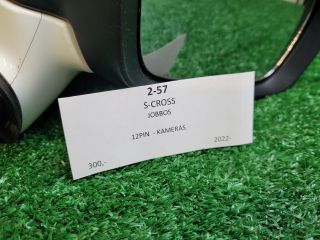 2-57
S-CROSS
JOBBOS
12PIN - KAMERÁS
300,- 2022-